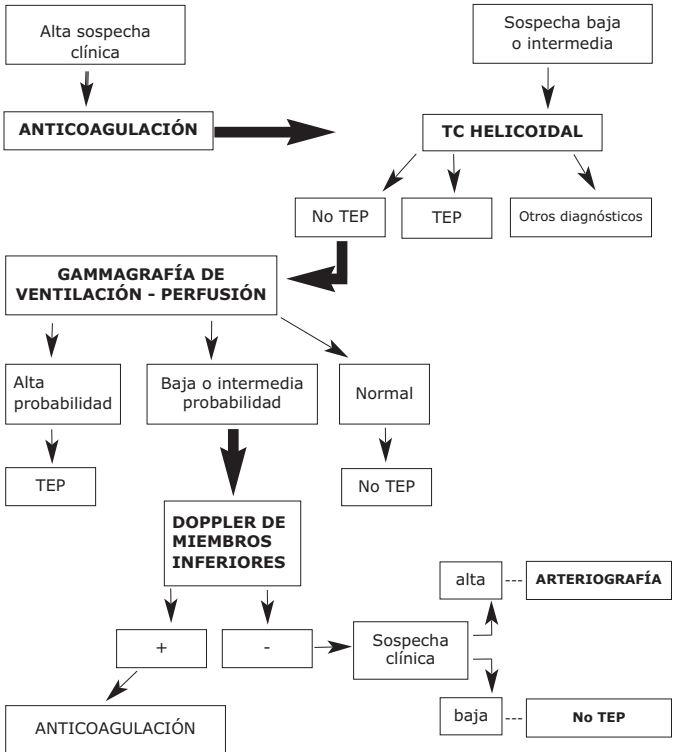 Alta sospecha
clínica
Sospecha baja
o intermedia
ANTICOAGULACIÓN
TC HELICOIDAL
No TEP
TEP
Otros diagnósticos
GAMMAGRAFÍA DE
VENTILACIÓN - PERFUSIÓN
Alta
probabilidad
Baja o intermedia
probabilidad
Normal
TEP
No TEP
DOPPLER DE
MIEMBROS
INFERIORES
alta
---
ARTERIOGRAFÍA
+
-
Sospecha
clínica
ANTICOAGULACIÓN
baja
---
No TEP